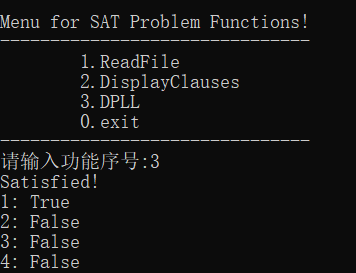 Menu for SAT Problem Functions!
-------------------------------
1.ReadFile
2.DisplayClauses
3.DPLL
0.exit
-------------------------------
请输入功能序号:3
Satisfied!
1: True
2: False
3: False
4: False